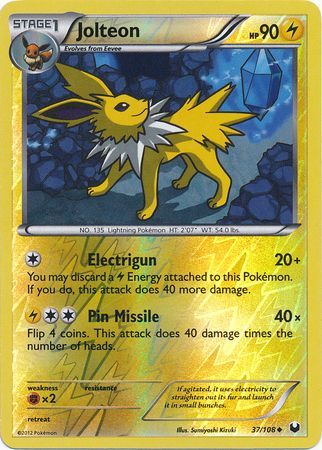 STAGE1
Jolteon
HP 90
Evolves from Eevee
NO. 135 Lightning Pokémon HT: 2'07" WT: 54.0 lbs.
Electrigun 20+
You may discard a Energy attached to this Pokémon.
If you do, this attack does 40 more damage.
Pin Missile 40×
Flip 4 coins. This attack does 40 damage times the
number of heads.
weakness
resistance
×2
retreat
If agitated, it uses electricity to
straighten out its fur and launch
it in small bunches.
©2012 Pokémon
Illus. Sumiyoshi Kizuki
37/108